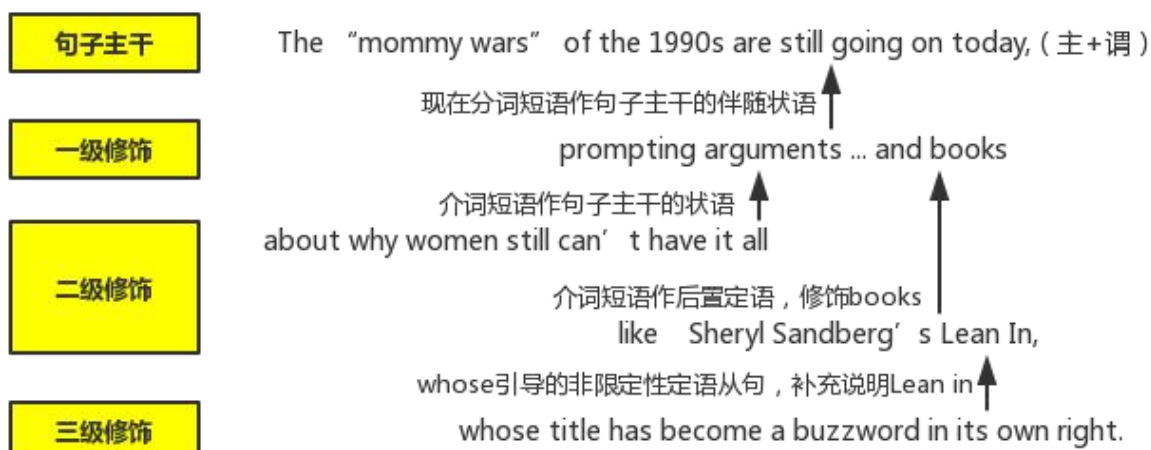 句子主干 The “mommy wars” of the 1990s are still going on today,（主+谓）
现在分词短语作句子主干的伴随状语
一级修饰 prompting arguments ... and books
介词短语作句子主干的状语
about why women still can’t have it all
二级修饰
介词短语作后置定语，修饰books
like Sheryl Sandberg’s Lean In,
whose引导的非限定性定语从句，补充说明Lean in
三级修饰 whose title has become a buzzword in its own right.